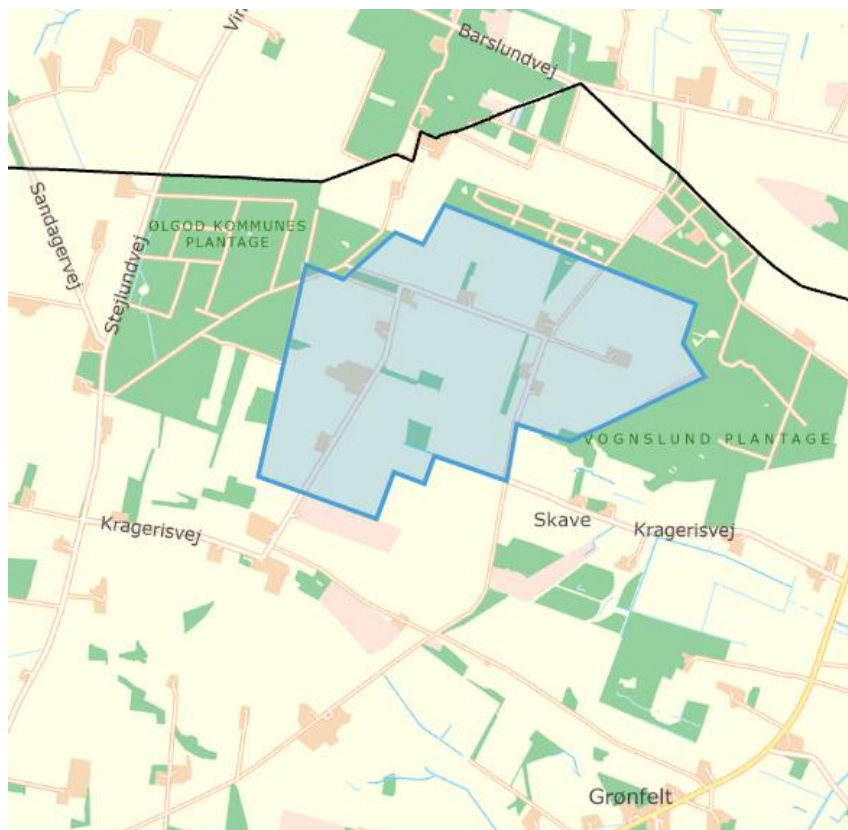 Barslundvej
Sandagervej
Stejlundvej
ØLGOD KOMMUNES
PLANTAGE
VOGNSLUND PLANTAGE
Kragerisvej
Skave
Kragerisvej
Grønfelt